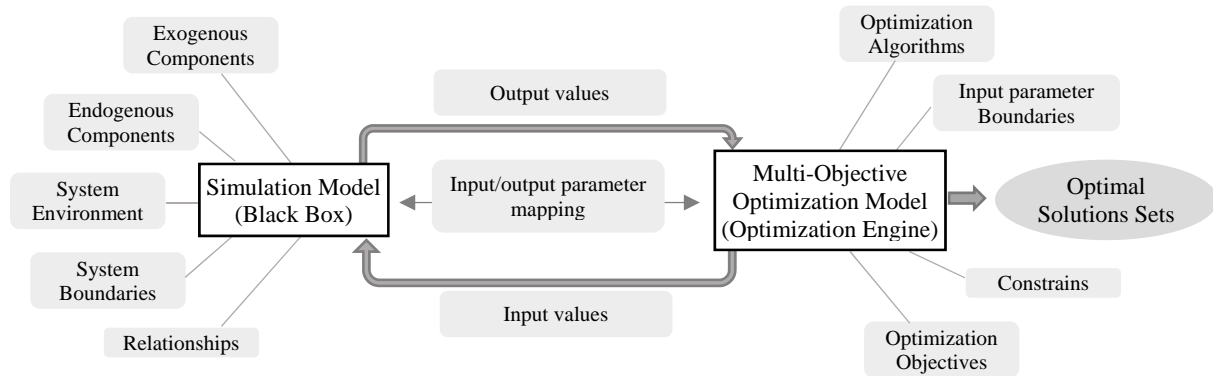 Exogenous
Components
Endogenous
Components
System
Environment
System
Boundaries
Relationships
Simulation Model
(Black Box)
Output values
Input/output parameter
mapping
Input values
Optimization
Algorithms
Input parameter
Boundaries
Multi-Objective
Optimization Model
(Optimization Engine)
Optimal
Solutions Sets
Constrains
Optimization
Objectives